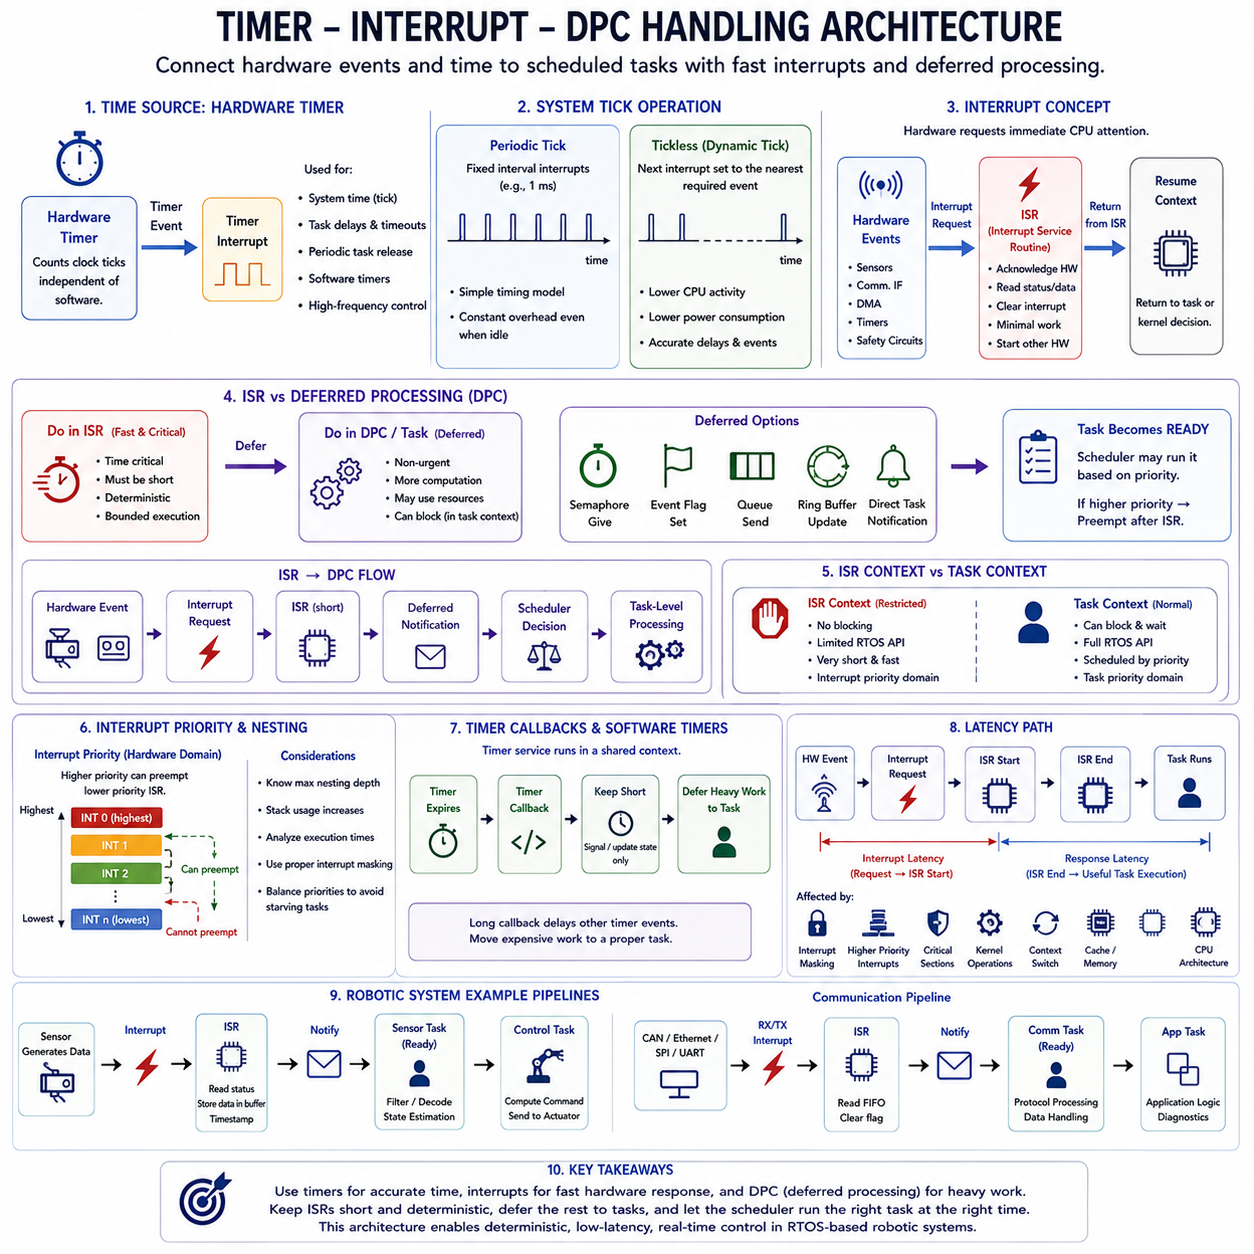 TIMER – INTERRUPT – DPC HANDLING ARCHITECTURE
Connect hardware events and time to scheduled tasks with fast interrupts and deferred processing.
1. TIME SOURCE: HARDWARE TIMER
Hardware
Timer
Counts clock ticks
independent of
software.
Timer
Event
Timer
Interrupt
Used for:
• System time (tick)
• Task delays & timeouts
• Periodic task release
• Software timers
• High-frequency control
2. SYSTEM TICK OPERATION
Periodic Tick
Fixed interval interrupts
(e.g., 1 ms)
time
• Simple timing model
• Constant overhead even
when idle
Tickless (Dynamic Tick)
Next interrupt set to the nearest
required event
time
• Lower CPU activity
• Lower power consumption
• Accurate delays & events
3. INTERRUPT CONCEPT
Hardware requests immediate CPU attention.
Hardware
Events
• Sensors
• Comm. IF
• DMA
• Timers
• Safety Circuits
Interrupt
Request
ISR
(Interrupt Service
Routine)
• Acknowledge HW
• Read status/data
• Clear interrupt
• Minimal work
• Start other HW
Return
from ISR
Resume
Context
Return to task or
kernel decision.
4. ISR vs DEFERRED PROCESSING (DPC)
Do in ISR (Fast & Critical)
• Time critical
• Must be short
• Deterministic
• Bounded execution
Defer
Do in DPC / Task (Deferred)
• Non-urgent
• More computation
• May use resources
• Can block (in task context)
Deferred Options
Semaphore
Give
Event Flag
Set
Queue
Send
Ring Buffer
Update
Direct Task
Notification
Task Becomes READY
Scheduler may run it
based on priority.
If higher priority →
Preempt after ISR.
ISR → DPC FLOW
Hardware Event
Interrupt
Request
ISR (short)
Deferred
Notification
Scheduler
Decision
Task-Level
Processing
5. ISR CONTEXT vs TASK CONTEXT
ISR Context (Restricted)
• No blocking
• Limited RTOS API
• Very short & fast
• Interrupt priority domain
Task Context (Normal)
• Can block & wait
• Full RTOS API
• Scheduled by priority
• Task priority domain
6. INTERRUPT PRIORITY & NESTING
Interrupt Priority (Hardware Domain)
Higher priority can preempt
lower priority ISR.
Highest
INT 0 (highest)
INT 1
INT 2
⋮
Lowest
INT n (lowest)
Can preempt
Cannot preempt
Considerations
• Know max nesting depth
• Stack usage increases
• Analyze execution times
• Use proper interrupt masking
• Balance priorities to avoid
starving tasks
7. TIMER CALLBACKS & SOFTWARE TIMERS
Timer service runs in a shared context.
Timer
Expires
Timer
Callback
</>
Keep Short
Signal / update state
only
Defer Heavy Work
to Task
Long callback delays other timer events.
Move expensive work to a proper task.
8. LATENCY PATH
HW Event
Interrupt
Request
ISR Start
ISR End
Task Runs
Interrupt Latency
(Request → ISR Start)
Response Latency
(ISR End → Useful Task Execution)
Affected by:
Interrupt
Masking
Higher Priority
Interrupts
Critical
Sections
Kernel
Operations
Context
Switch
Cache /
Memory
CPU
Architecture
9. ROBOTIC SYSTEM EXAMPLE PIPELINES
Sensor
Generates Data
Interrupt
ISR
Read status
Store data in buffer
Timestamp
Notify
Sensor Task
(Ready)
Filter / Decode
State Estimation
Control Task
Compute Command
Send to Actuator
Communication Pipeline
CAN / Ethernet /
SPI / UART
RX/TX
Interrupt
ISR
Read FIFO
Clear flag
Notify
Comm Task
(Ready)
Protocol Processing
Data Handling
App Task
Application Logic
Diagnostics
10. KEY TAKEAWAYS
Use timers for accurate time, interrupts for fast hardware response, and DPC (deferred processing) for heavy work.
Keep ISRs short and deterministic, defer the rest to tasks, and let the scheduler run the right task at the right time.
This architecture enables deterministic, low-latency, real-time control in RTOS-based robotic systems.